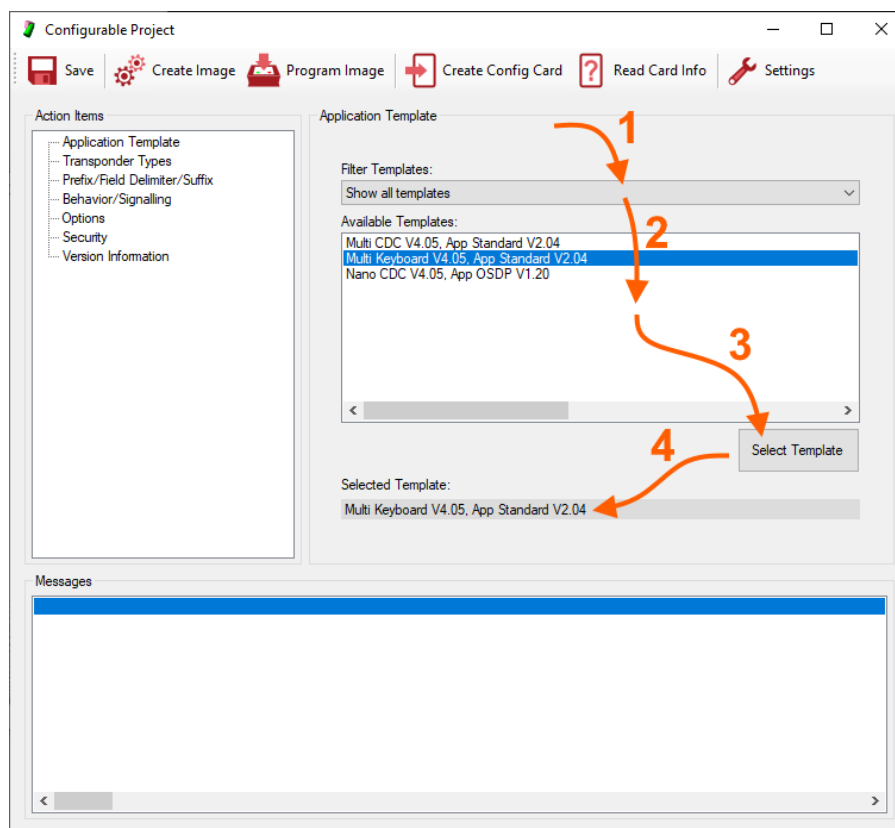 Configurable Project
Save Create Image Program Image Create Config Card Read Card Info Settings
Action Items
Application Template
Transponder Types
Prefix/Field Delimiter/Suffix
Behavior/Signalling
Options
Security
Version Information
Application Template
1
Filter Templates:
Show all templates
2
Available Templates:
Multi CDC V4.05, App Standard V2.04
Multi Keyboard V4.05, App Standard V2.04
Nano CDC V4.05, App OSDP V1.20
3
Select Template
4
Selected Template:
Multi Keyboard V4.05, App Standard V2.04
Messages